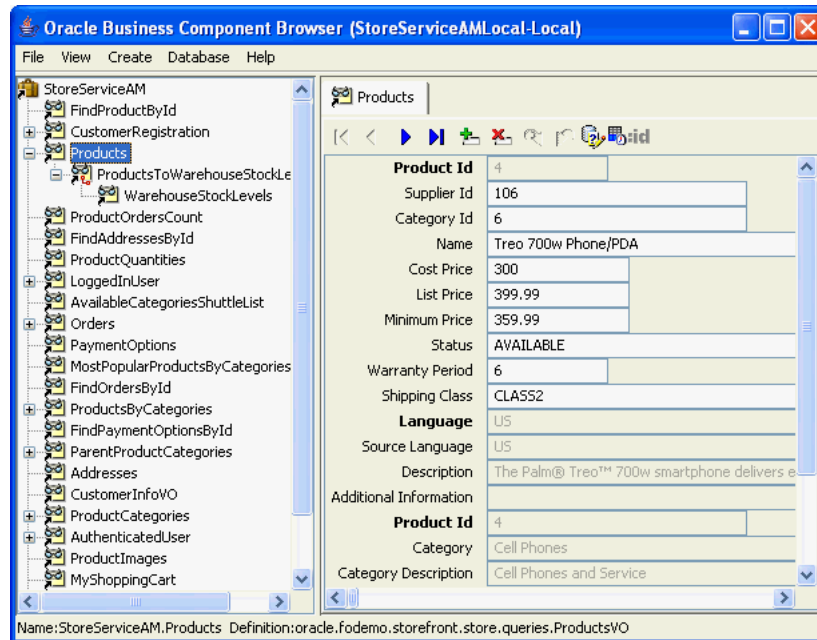 Oracle Business Component Browser (StoreServiceAMLocal-Local)
File View Create Database Help
StoreServiceAM
FindProductById
CustomerRegistration
Products
ProductsToWarehouseStockLe
WarehouseStockLevels
ProductOrdersCount
FindAddressesById
ProductQuantities
LoggedInUser
AvailableCategoriesShuttleList
Orders
PaymentOptions
MostPopularProductsByCategories
FindOrdersById
ProductsByCategories
FindPaymentOptionsById
ParentProductCategories
Addresses
CustomerInfoVO
ProductCategories
AuthenticatedUser
ProductImages
MyShoppingCart
Products
:id
Product Id 4
Supplier Id 106
Category Id 6
Name Treo 700w Phone/PDA
Cost Price 300
List Price 399.99
Minimum Price 359.99
Status AVAILABLE
Warranty Period 6
Shipping Class CLASS2
Language US
Source Language US
Description The Palm® Treo™ 700w smartphone delivers e
Additional Information
Product Id 4
Category Cell Phones
Category Description Cell Phones and Service
Name:StoreServiceAM.Products Definition:oracle.fodemo.storefront.store.queries.ProductsVO